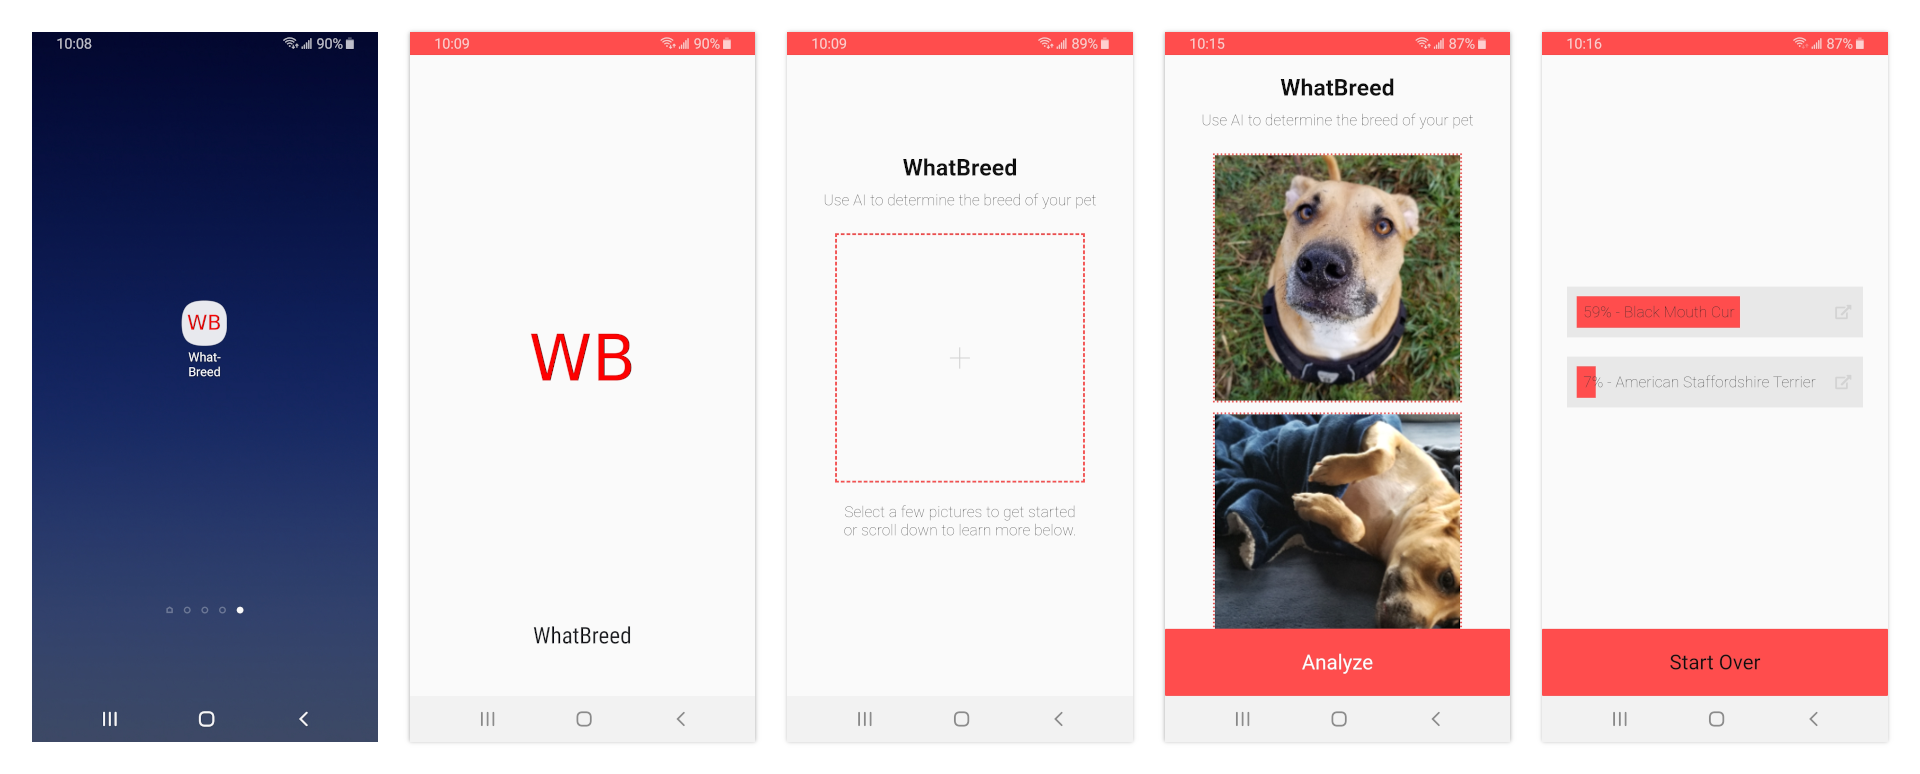 10:08
90%
WB
What-
Breed
10:09
90%
WB
WhatBreed
10:09
89%
WhatBreed
Use AI to determine the breed of your pet
Select a few pictures to get started
or scroll down to learn more below.
10:15
87%
WhatBreed
Use AI to determine the breed of your pet
Analyze
10:16
87%
59% - Black Mouth Cur
7% - American Staffordshire Terrier
Start Over